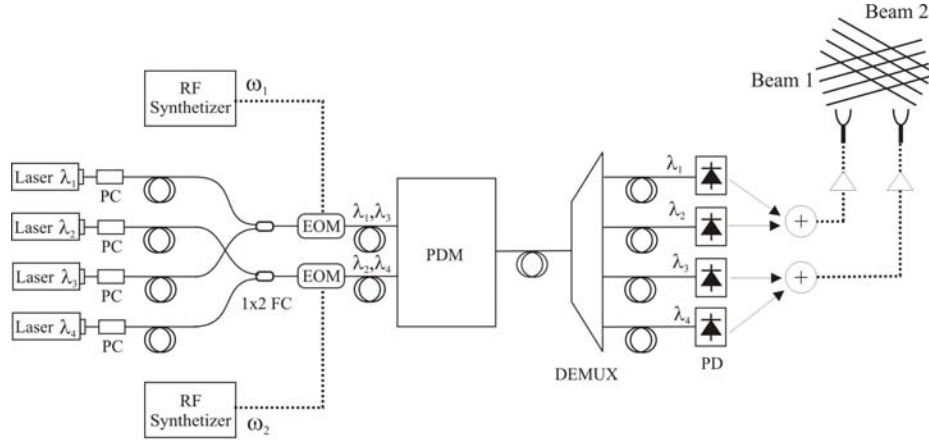 Beam 2
RF
Synthetizer
ω1
Beam 1
Laser λ1
PC
λ1
Laser λ2
PC
λ1,λ3
EOM
PDM
λ2
+
Laser λ3
PC
λ2,λ4
EOM
λ3
+
1x2 FC
Laser λ4
PC
λ4
DEMUX
PD
RF
Synthetizer
ω2